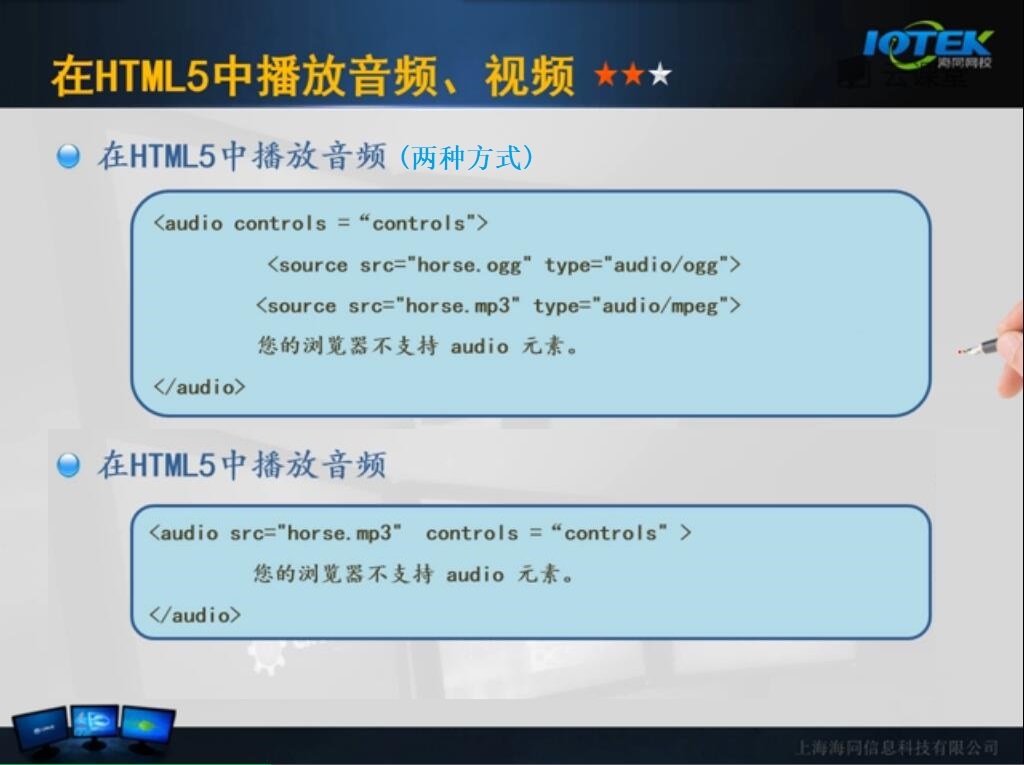 在HTML5中播放音频、视频
IOTEK
海同网校
云课堂
在HTML5中播放音频 (两种方式)
<audio controls =“controls">
<source src="horse.ogg" type="audio/ogg">
<source src="horse.mp3" type="audio/mpeg">
您的浏览器不支持 audio 元素。
</audio>
在HTML5中播放音频
<audio src="horse.mp3" controls =“controls" >
您的浏览器不支持 audio 元素。
</audio>
上海海同信息科技有限公司